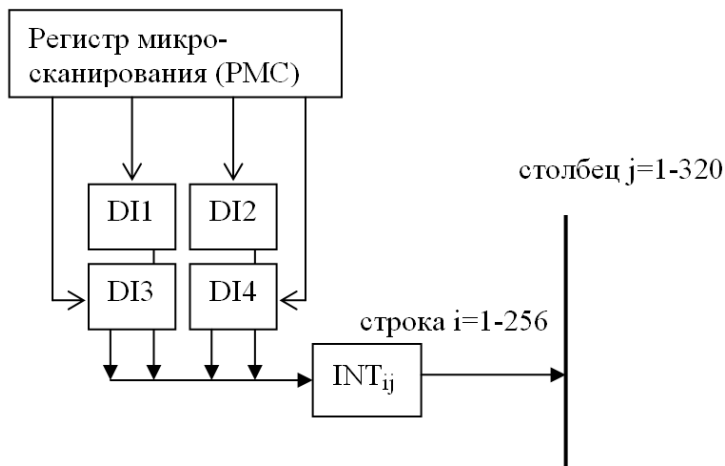 Регистр микро-
сканирования (РМС)
столбец j=1-320
DI1
DI2
DI3
DI4
строка i=1-256
INTij